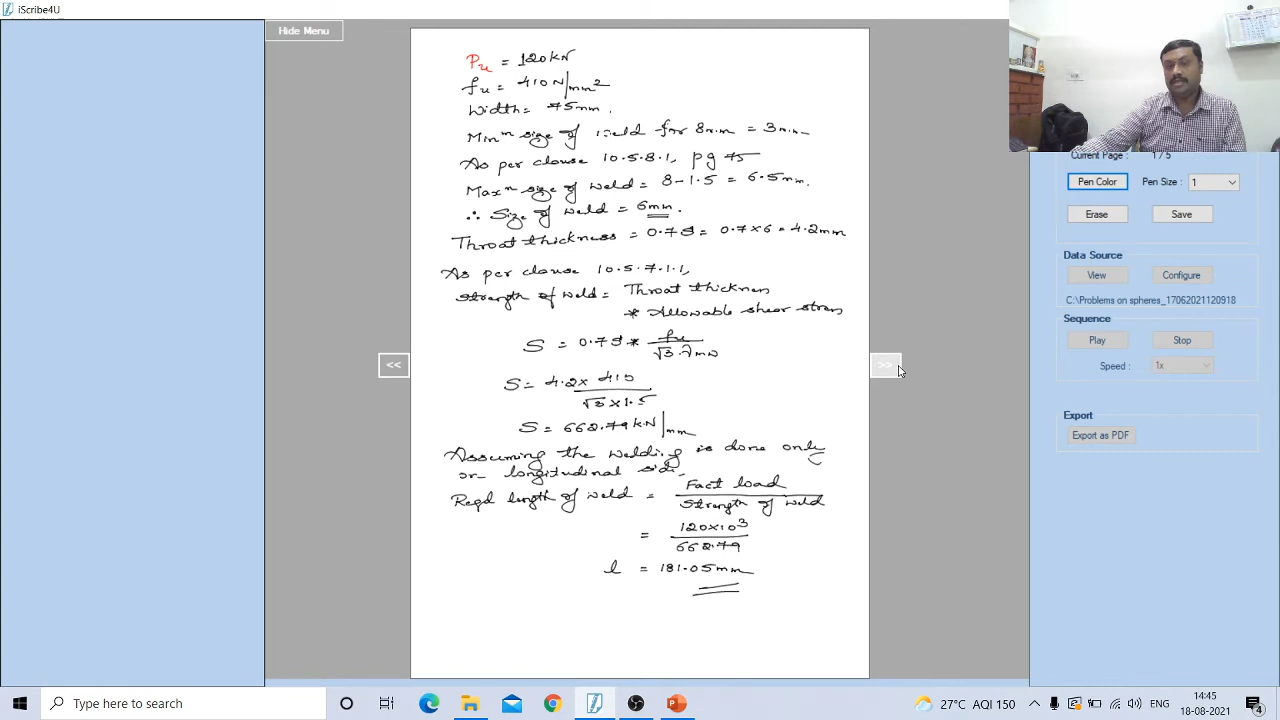 iScribe4U
Hide Menu
Pu = 120kN
fu = 410 N/mm²
Width = 75mm.
Minᵐ size of weld for 8mm = 3mm
As per clause 10.5.8.1, pg 75
Maxᵐ size of weld = 8-1.5 = 6.5mm.
∴ Size of weld = 6mm.
Throat thickness = 0.7S = 0.7x6 = 4.2mm
As per clause 10.5.7.1.1,
Strength of weld = Throat thickness
* Allowable shear stress
S = 0.7S * fu / √3.γmw
S = 4.2 x 410 / √3 x 1.5
S = 662.79 kN/mm
Assuming the welding is done only
on longitudinal side,
Reqd length of weld = Fact load / Strength of weld
= 120x10³ / 662.79
l = 181.05mm
<<
>>
Current Page : 1 / 5
Pen Color
Pen Size : 1
Erase
Save
Data Source
View
Configure
C:\Problems on spheres_17062021120918
Sequence
Play
Stop
Speed : 1x
Export
Export as PDF
Type here to search
27°C AQI 150
ENG
14:45
18-08-2021
4